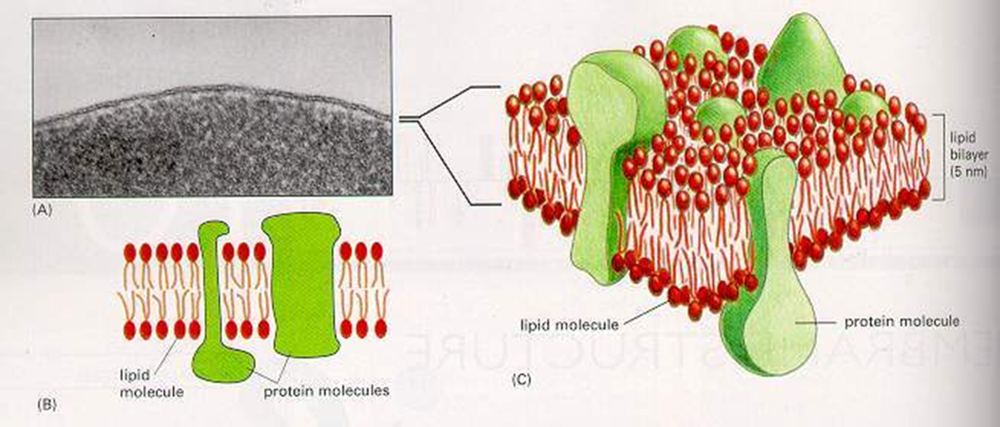 (A)
lipid
molecule
protein molecules
(B)
lipid
bilayer
(5 nm)
lipid molecule
protein molecule
(C)